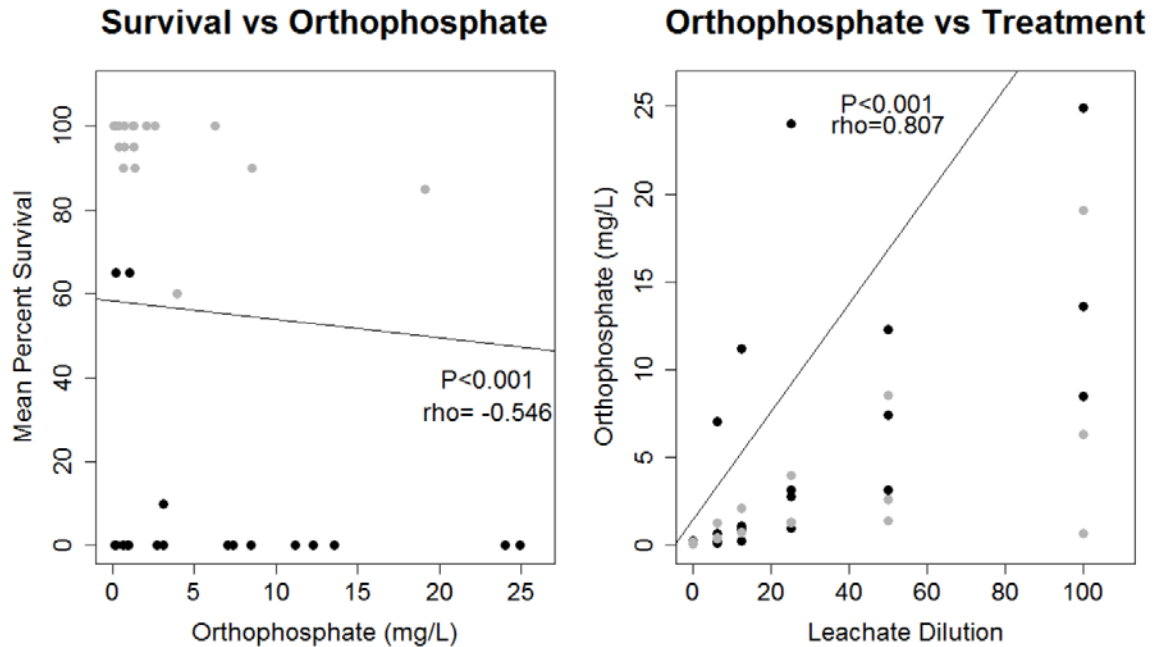 Survival vs Orthophosphate
Mean Percent Survival
100
80
60
40
20
0
P<0.001
rho= -0.546
0 5 10 15 20 25
Orthophosphate (mg/L)
Orthophosphate vs Treatment
Orthophosphate (mg/L)
25
20
15
10
5
0
P<0.001
rho=0.807
0 20 40 60 80 100
Leachate Dilution